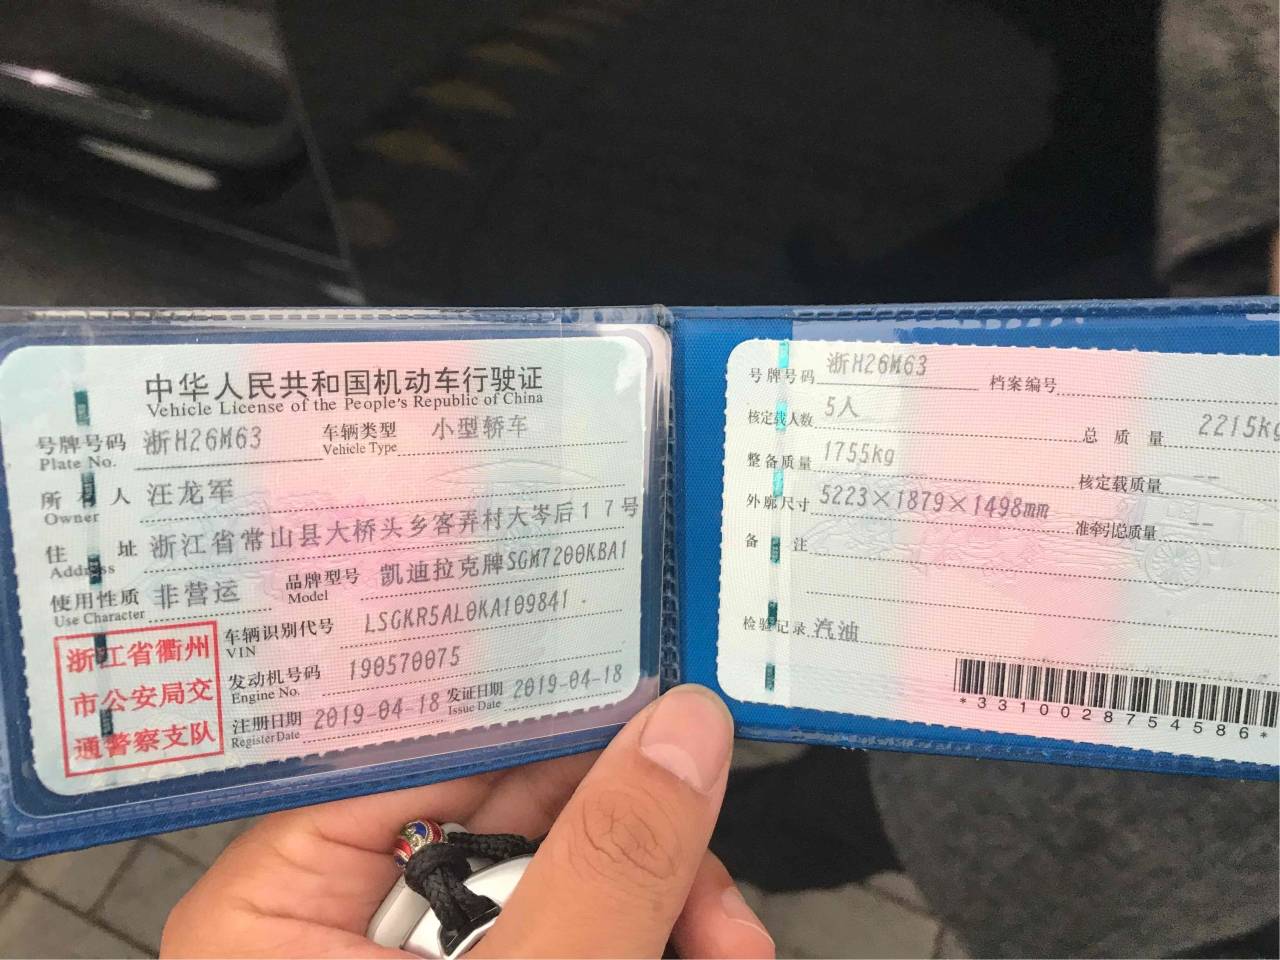 中华人民共和国机动车行驶证
Vehicle License of the People's Republic of China
号牌号码 浙H26M63 车辆类型 小型轿车
Plate No. Vehicle Type
所有人 汪龙军
Owner
住址 浙江省常山县大桥头乡客弄村大岑后17号
Address
使用性质 非营运 品牌型号 凯迪拉克牌SGM7200KBA1
Use Character Model
车辆识别代号 LSGKR5AL0KA109841
VIN
发动机号码 190570075
Engine No.
注册日期 2019-04-18 发证日期 2019-04-18
Register Date Issue Date
浙江省衢州
市公安局交
通警察支队
号牌号码 浙H26M63 档案编号
核定载人数 5人 总质量 2215kg
整备质量 1755kg 核定载质量 --
外廓尺寸 5223×1879×1498mm 准牵引总质量 --
备注
检验记录 汽油
*3310028754586*